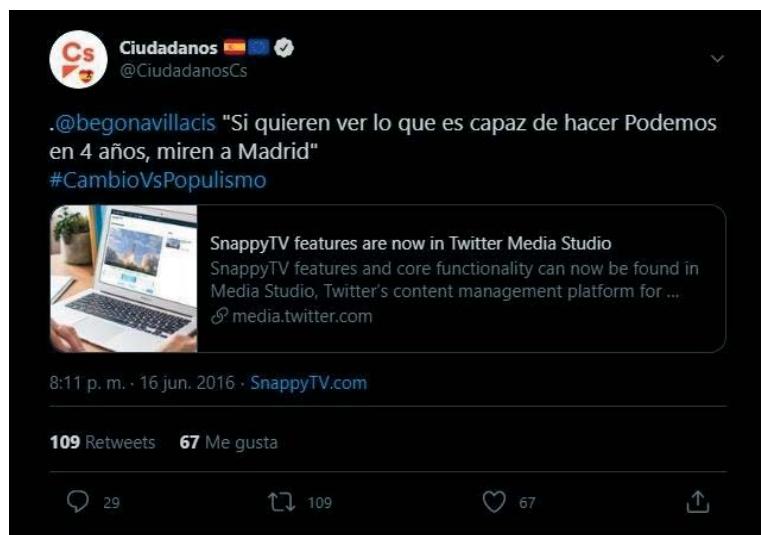 Cs
Ciudadanos
@CiudadanosCs
.@begonavillacis "Si quieren ver lo que es capaz de hacer Podemos
en 4 años, miren a Madrid"
#CambioVsPopulismo
SnappyTV features are now in Twitter Media Studio
SnappyTV features and core functionality can now be found in
Media Studio, Twitter's content management platform for ...
media.twitter.com
8:11 p. m. · 16 jun. 2016 · SnappyTV.com
109 Retweets 67 Me gusta
29 109 67